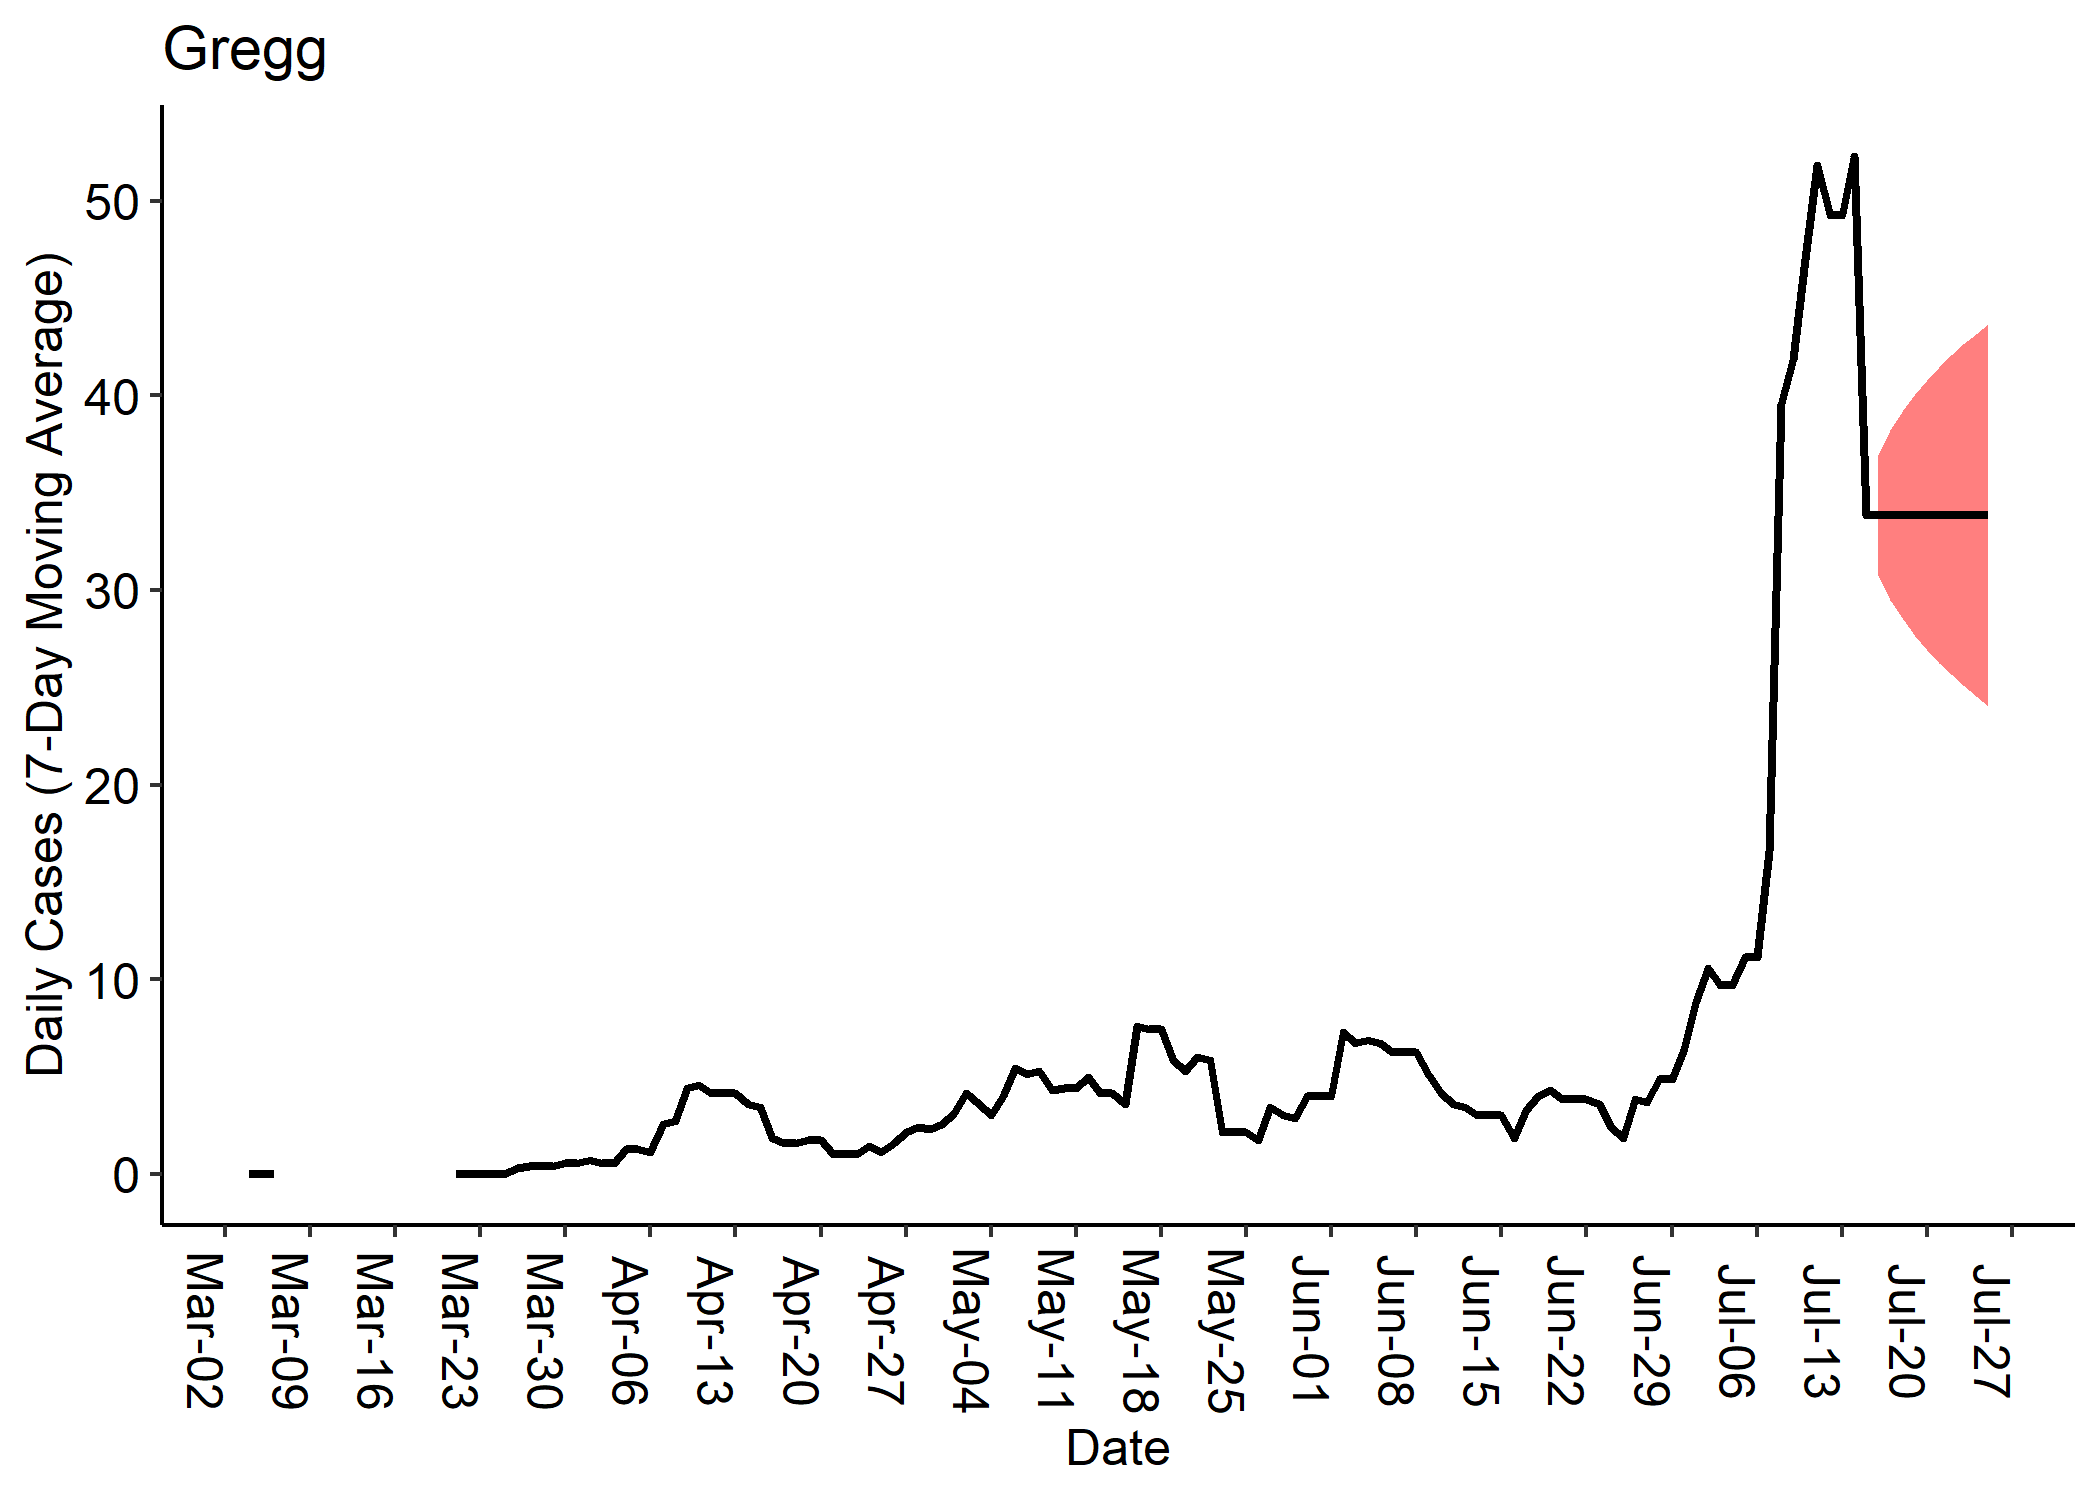 Gregg
Daily Cases (7-Day Moving Average)
50
40
30
20
10
0
Mar-02
Mar-09
Mar-16
Mar-23
Mar-30
Apr-06
Apr-13
Apr-20
Apr-27
May-04
May-11
May-18
May-25
Jun-01
Jun-08
Jun-15
Jun-22
Jun-29
Jul-06
Jul-13
Jul-20
Jul-27
Date